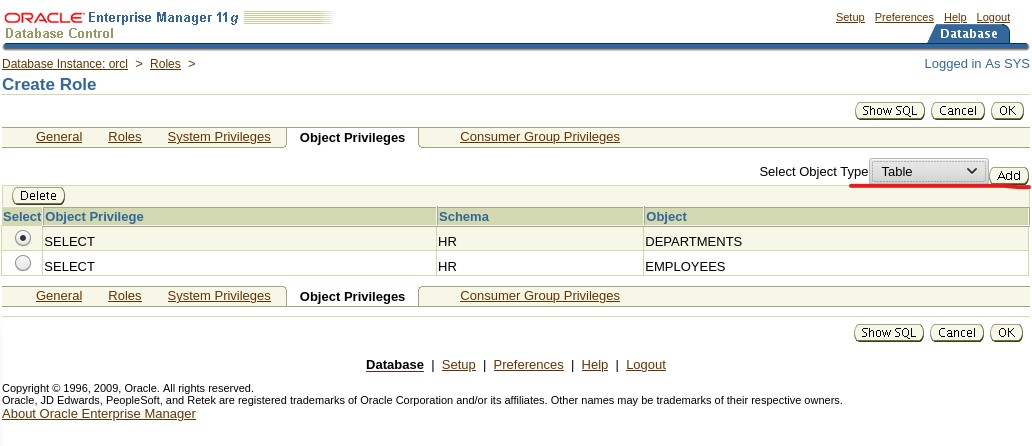 ORACLE Enterprise Manager 11g
Database Control
Setup Preferences Help Logout
Database
Database Instance: orcl > Roles >
Logged in As SYS
Create Role
Show SQL Cancel OK
General Roles System Privileges Object Privileges Consumer Group Privileges
Select Object Type Table Add
Delete
Select Object Privilege Schema Object
SELECT HR DEPARTMENTS
SELECT HR EMPLOYEES
General Roles System Privileges Object Privileges Consumer Group Privileges
Show SQL Cancel OK
Database | Setup | Preferences | Help | Logout
Copyright © 1996, 2009, Oracle. All rights reserved.
Oracle, JD Edwards, PeopleSoft, and Retek are registered trademarks of Oracle Corporation and/or its affiliates. Other names may be trademarks of their respective owners.
About Oracle Enterprise Manager